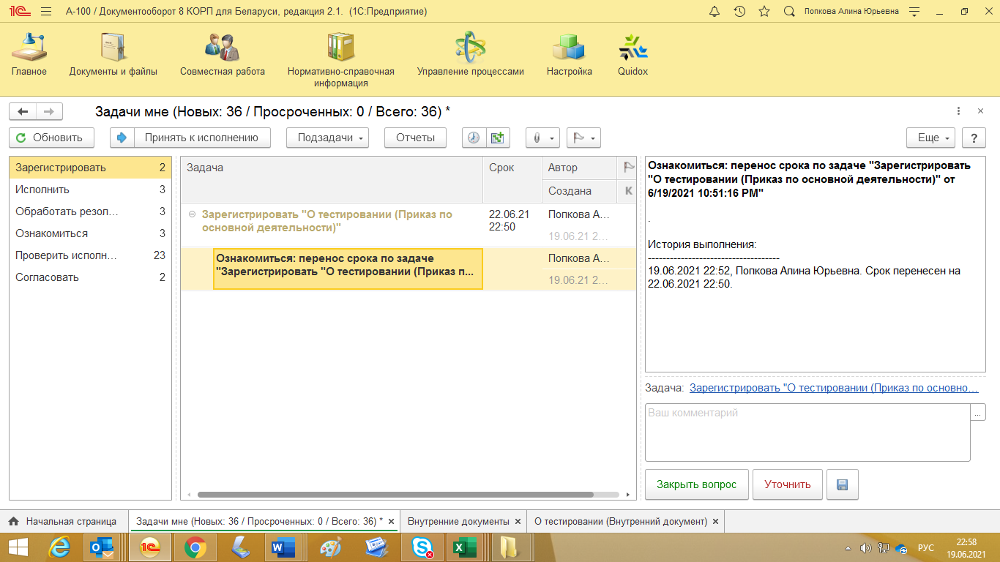 А-100 / Документооборот 8 КОРП для Беларуси, редакция 2.1. (1С:Предприятие)
Попкова Алина Юрьевна
Главное
Документы и файлы
Совместная работа
Нормативно-справочная
информация
Управление процессами
Настройка
Quidox
Задачи мне (Новых: 36 / Просроченных: 0 / Всего: 36) *
Обновить
Принять к исполнению
Подзадачи
Отчеты
Еще
?
Зарегистрировать 2
Исполнить 3
Обработать резол... 3
Ознакомиться 3
Проверить исполн... 23
Согласовать 2
Задача
Срок
Автор
Создана
К
Зарегистрировать "О тестировании (Приказ по
основной деятельности)"
22.06.21
22:50
Попкова А...
19.06.21 2...
Ознакомиться: перенос срока по задаче
"Зарегистрировать "О тестировании (Приказ п...
Попкова А...
19.06.21 2...
Ознакомиться: перенос срока по задаче "Зарегистрировать
"О тестировании (Приказ по основной деятельности)" от
6/19/2021 10:51:16 PM"
.
История выполнения:
------------------------------------
19.06.2021 22:52, Попкова Алина Юрьевна. Срок перенесен на
22.06.2021 22:50.
Задача: Зарегистрировать "О тестировании (Приказ по основно...
Ваш комментарий
...
Закрыть вопрос
Уточнить
Начальная страница
Задачи мне (Новых: 36 / Просроченных: 0 / Всего: 36) *
Внутренние документы
О тестировании (Внутренний документ)
РУС
22:58
19.06.2021